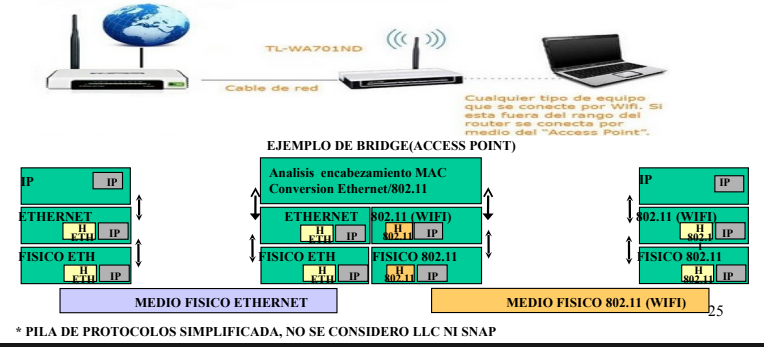 TL-WA701ND
Cable de red
Cualquier tipo de equipo
que se conecte por Wifi. Si
esta fuera del rango del
router se conecta por
medio del "Access Point".
EJEMPLO DE BRIDGE(ACCESS POINT)
IP
IP
Analisis encabezamiento MAC
Conversion Ethernet/802.11
IP
IP
ETHERNET
H
ETH
IP
ETHERNET
H
ETH
IP
802.11 (WIFI)
H
802.11
IP
802.11 (WIFI)
H
802.1
1
IP
FISICO ETH
H
ETH
IP
FISICO ETH
H
ETH
IP
FISICO 802.11
H
802.11
IP
FISICO 802.11
H
802.11
IP
MEDIO FISICO ETHERNET
MEDIO FISICO 802.11 (WIFI)
25
* PILA DE PROTOCOLOS SIMPLIFICADA, NO SE CONSIDERO LLC NI SNAP